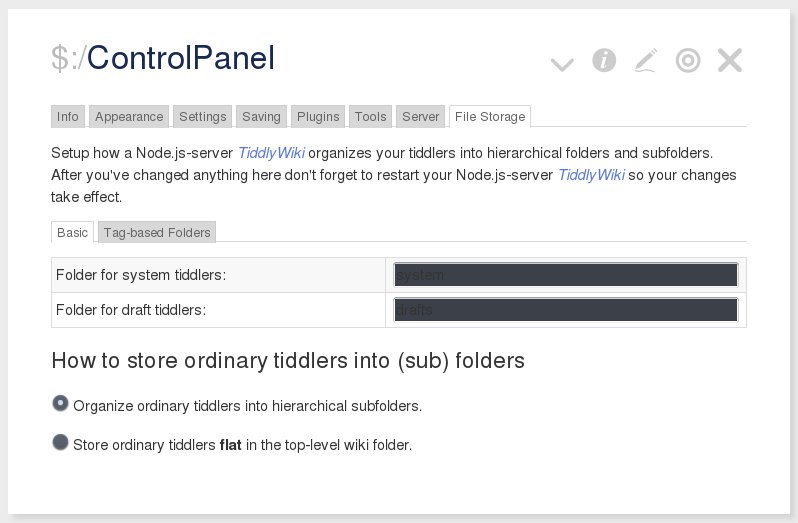 $:/ControlPanel
Info Appearance Settings Saving Plugins Tools Server File Storage
Setup how a Node.js-server TiddlyWiki organizes your tiddlers into hierarchical folders and subfolders.
After you've changed anything here don't forget to restart your Node.js-server TiddlyWiki so your changes
take effect.
Basic Tag-based Folders
Folder for system tiddlers: system
Folder for draft tiddlers: drafts
How to store ordinary tiddlers into (sub) folders
Organize ordinary tiddlers into hierarchical subfolders.
Store ordinary tiddlers flat in the top-level wiki folder.